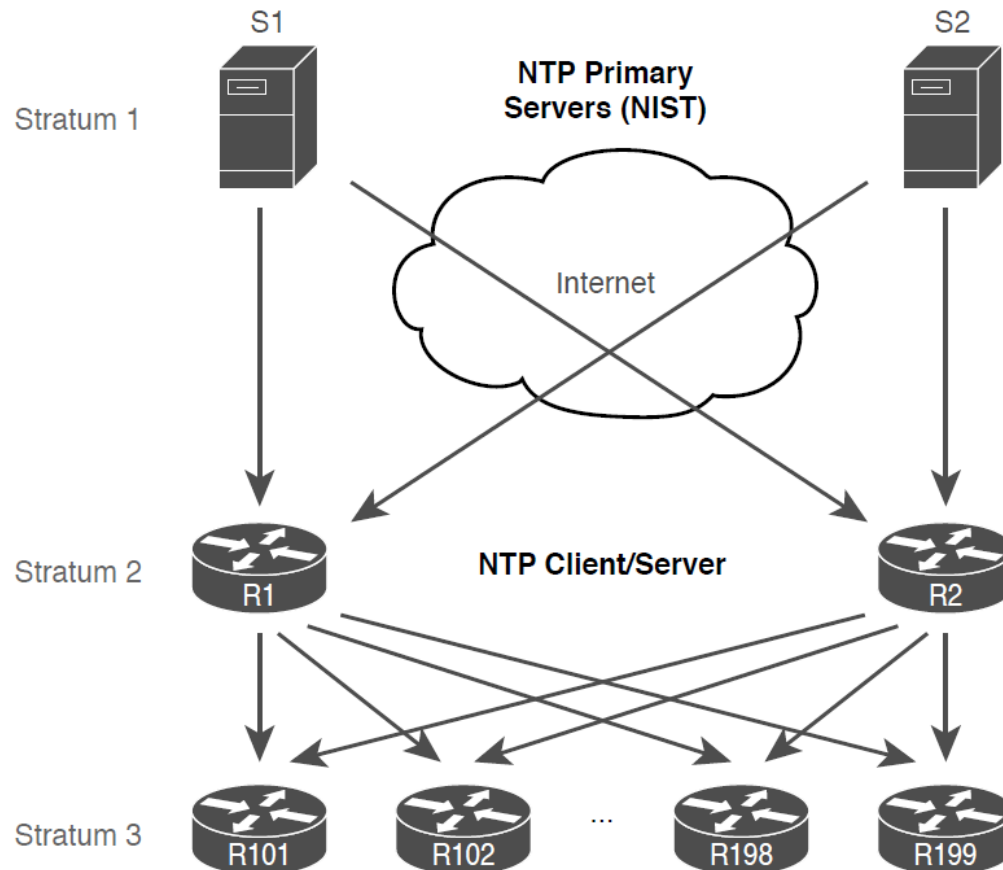 S1
S2
NTP Primary
Servers (NIST)
Stratum 1
Internet
Stratum 2
NTP Client/Server
R1
R2
...
Stratum 3
R101
R102
R198
R199